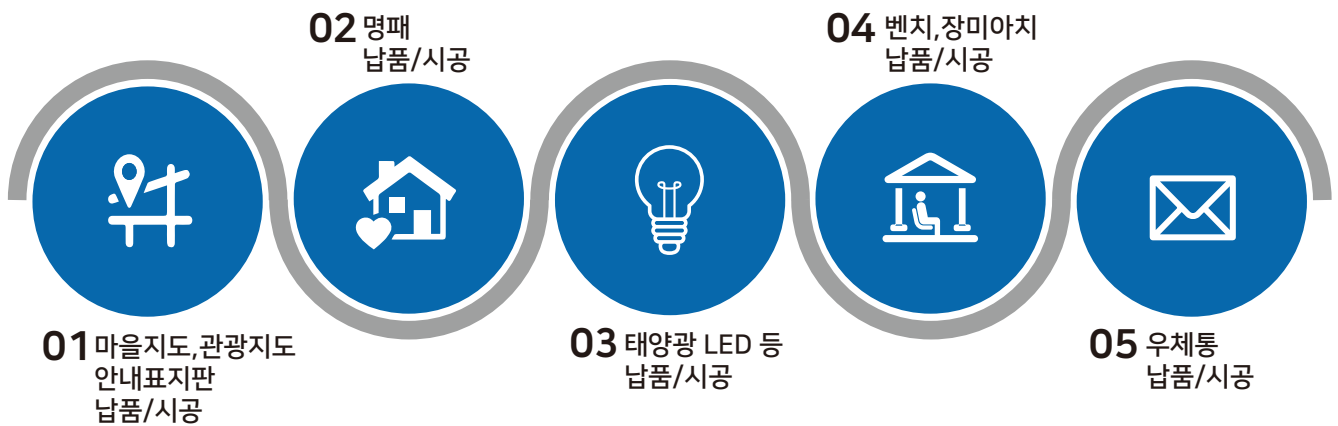 01 마을지도,관광지도
안내표지판
납품/시공
02 명패
납품/시공
03 태양광 LED 등
납품/시공
04 벤치,장미아치
납품/시공
05 우체통
납품/시공